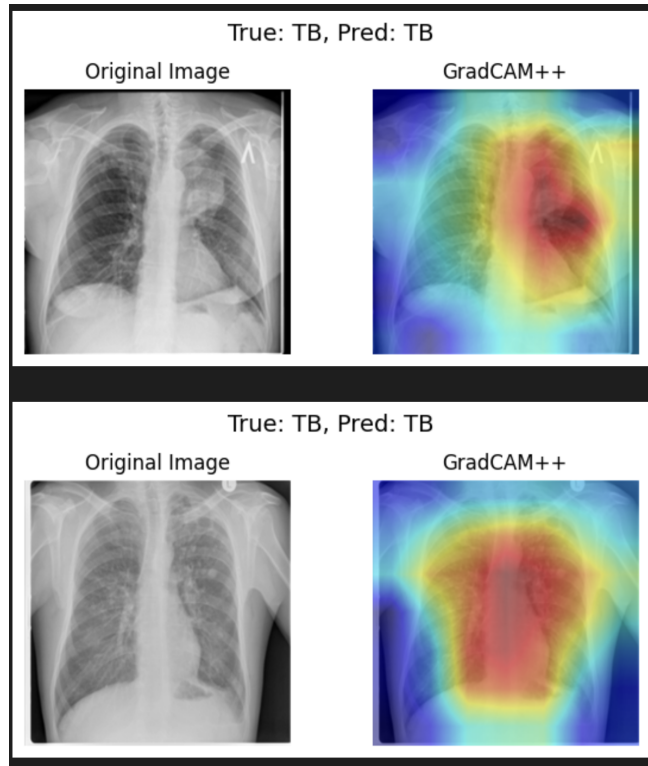 True: TB, Pred: TB
Original Image
GradCAM++
True: TB, Pred: TB
Original Image
GradCAM++